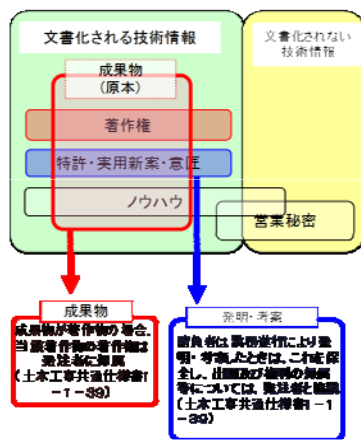 文書化される技術情報
文書化されない
技術情報
成果物
(原本)
著作権
特許・実用新案・意匠
ノウハウ
営業秘密
成果物
成果物が著作物の場合、
当該著作物の著作権は
発注者に帰属
(土木工事共通仕様書1
-1-39)
発明・考案
請負者は業務遂行により発
明・考案したときは、これを保
全し、出願及び権利の帰属
等については、発注者と協議
(土木工事共通仕様書1-
1-39)